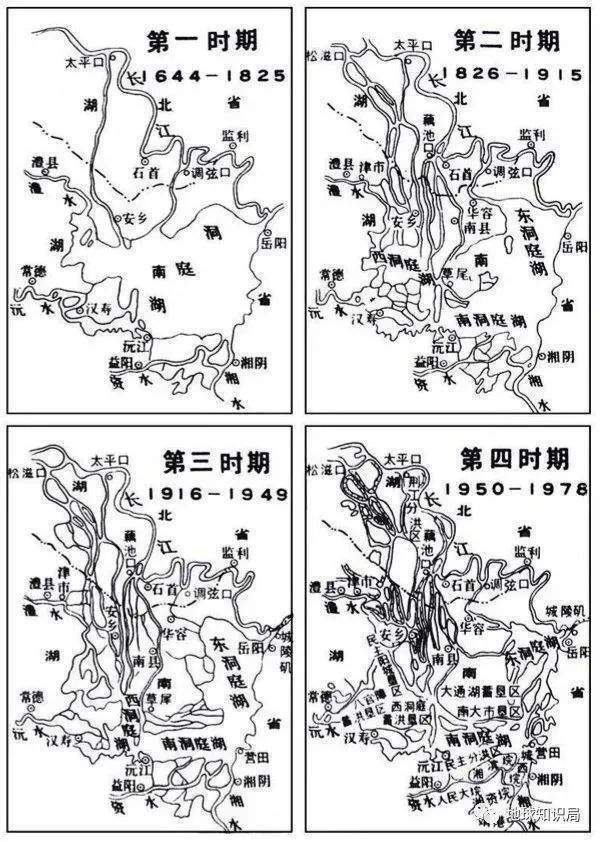 第一时期
1644—1825
太平口
长
江
湖
北
省
监利
澧县
澧
水
石首
调弦口
安乡
洞
庭
湖
岳阳
湖
南
省
常德
沅
水
汉寿
沅江
益阳
资
水
湘阴
湘
水
第二时期
1826—1915
松滋口
太平口
长
江
湖
北
省
藕
池
口
监利
澧县
津市
澧
水
石首
调弦口
安乡
华容
南县
东
洞
庭
湖
岳阳
湖
南
省
西洞庭
湖
草尾
常德
沅
水
汉寿
南洞庭湖
沅江
益阳
资
水
湘阴
湘
水
第三时期
1916—1949
松滋口
太平口
湖
北
省
长
江
藕
池
口
监利
澧县
津
市
澧
水
石首
调弦口
安乡
华容
城
陵
矶
岳阳
东
洞
庭
湖
湖
南
省
南县
西
洞
庭
湖
草尾
常德
沅
水
汉寿
南洞庭湖
沅江
益阳
资
水
营田
湘阴
湘
水
第四时期
1950—1978
松滋口
太平口
湖
北
省
长
江
荆
江
分
洪
区
藕
池
口
监利
澧县
津市
澧
水
石首
调弦口
安乡
华容
城陵矶
岳阳
东
洞
庭
湖
湖
南
省
南县
大通湖蓄垦区
南大市垦区
西洞庭
蓄洪垦区
常德
沅
水
汉寿
南洞庭湖
沅江
民主分洪区
益阳
资
水
人民大垸
营田
湘阴
湘
水
地球知识局